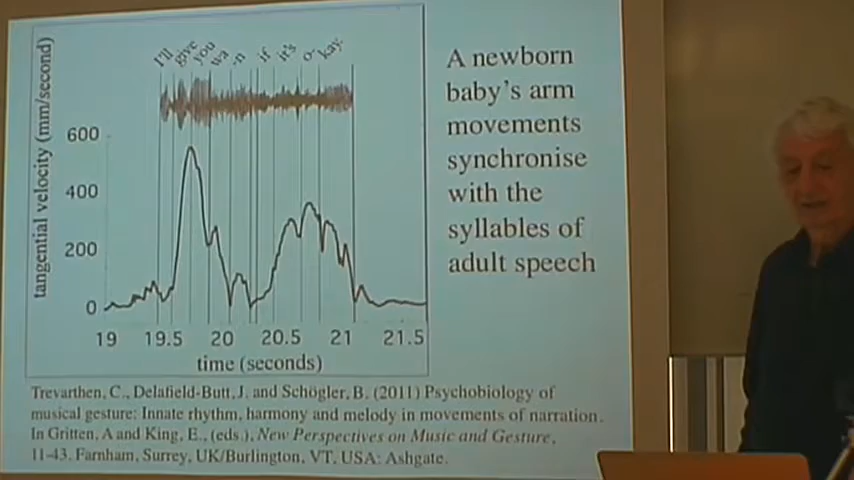 I'll give you wa -n if it's o- kay.
tangential velocity (mm/second)
600
400
200
0
19 19.5 20 20.5 21 21.5
time (seconds)
A newborn
baby's arm
movements
synchronise
with the
syllables of
adult speech
Trevarthen, C., Delafield-Butt, J. and Schögler, B. (2011) Psychobiology of
musical gesture: Innate rhythm, harmony and melody in movements of narration.
In Gritten, A and King, E., (eds.), New Perspectives on Music and Gesture,
11-43. Farnham, Surrey, UK/Burlington, VT, USA: Ashgate.